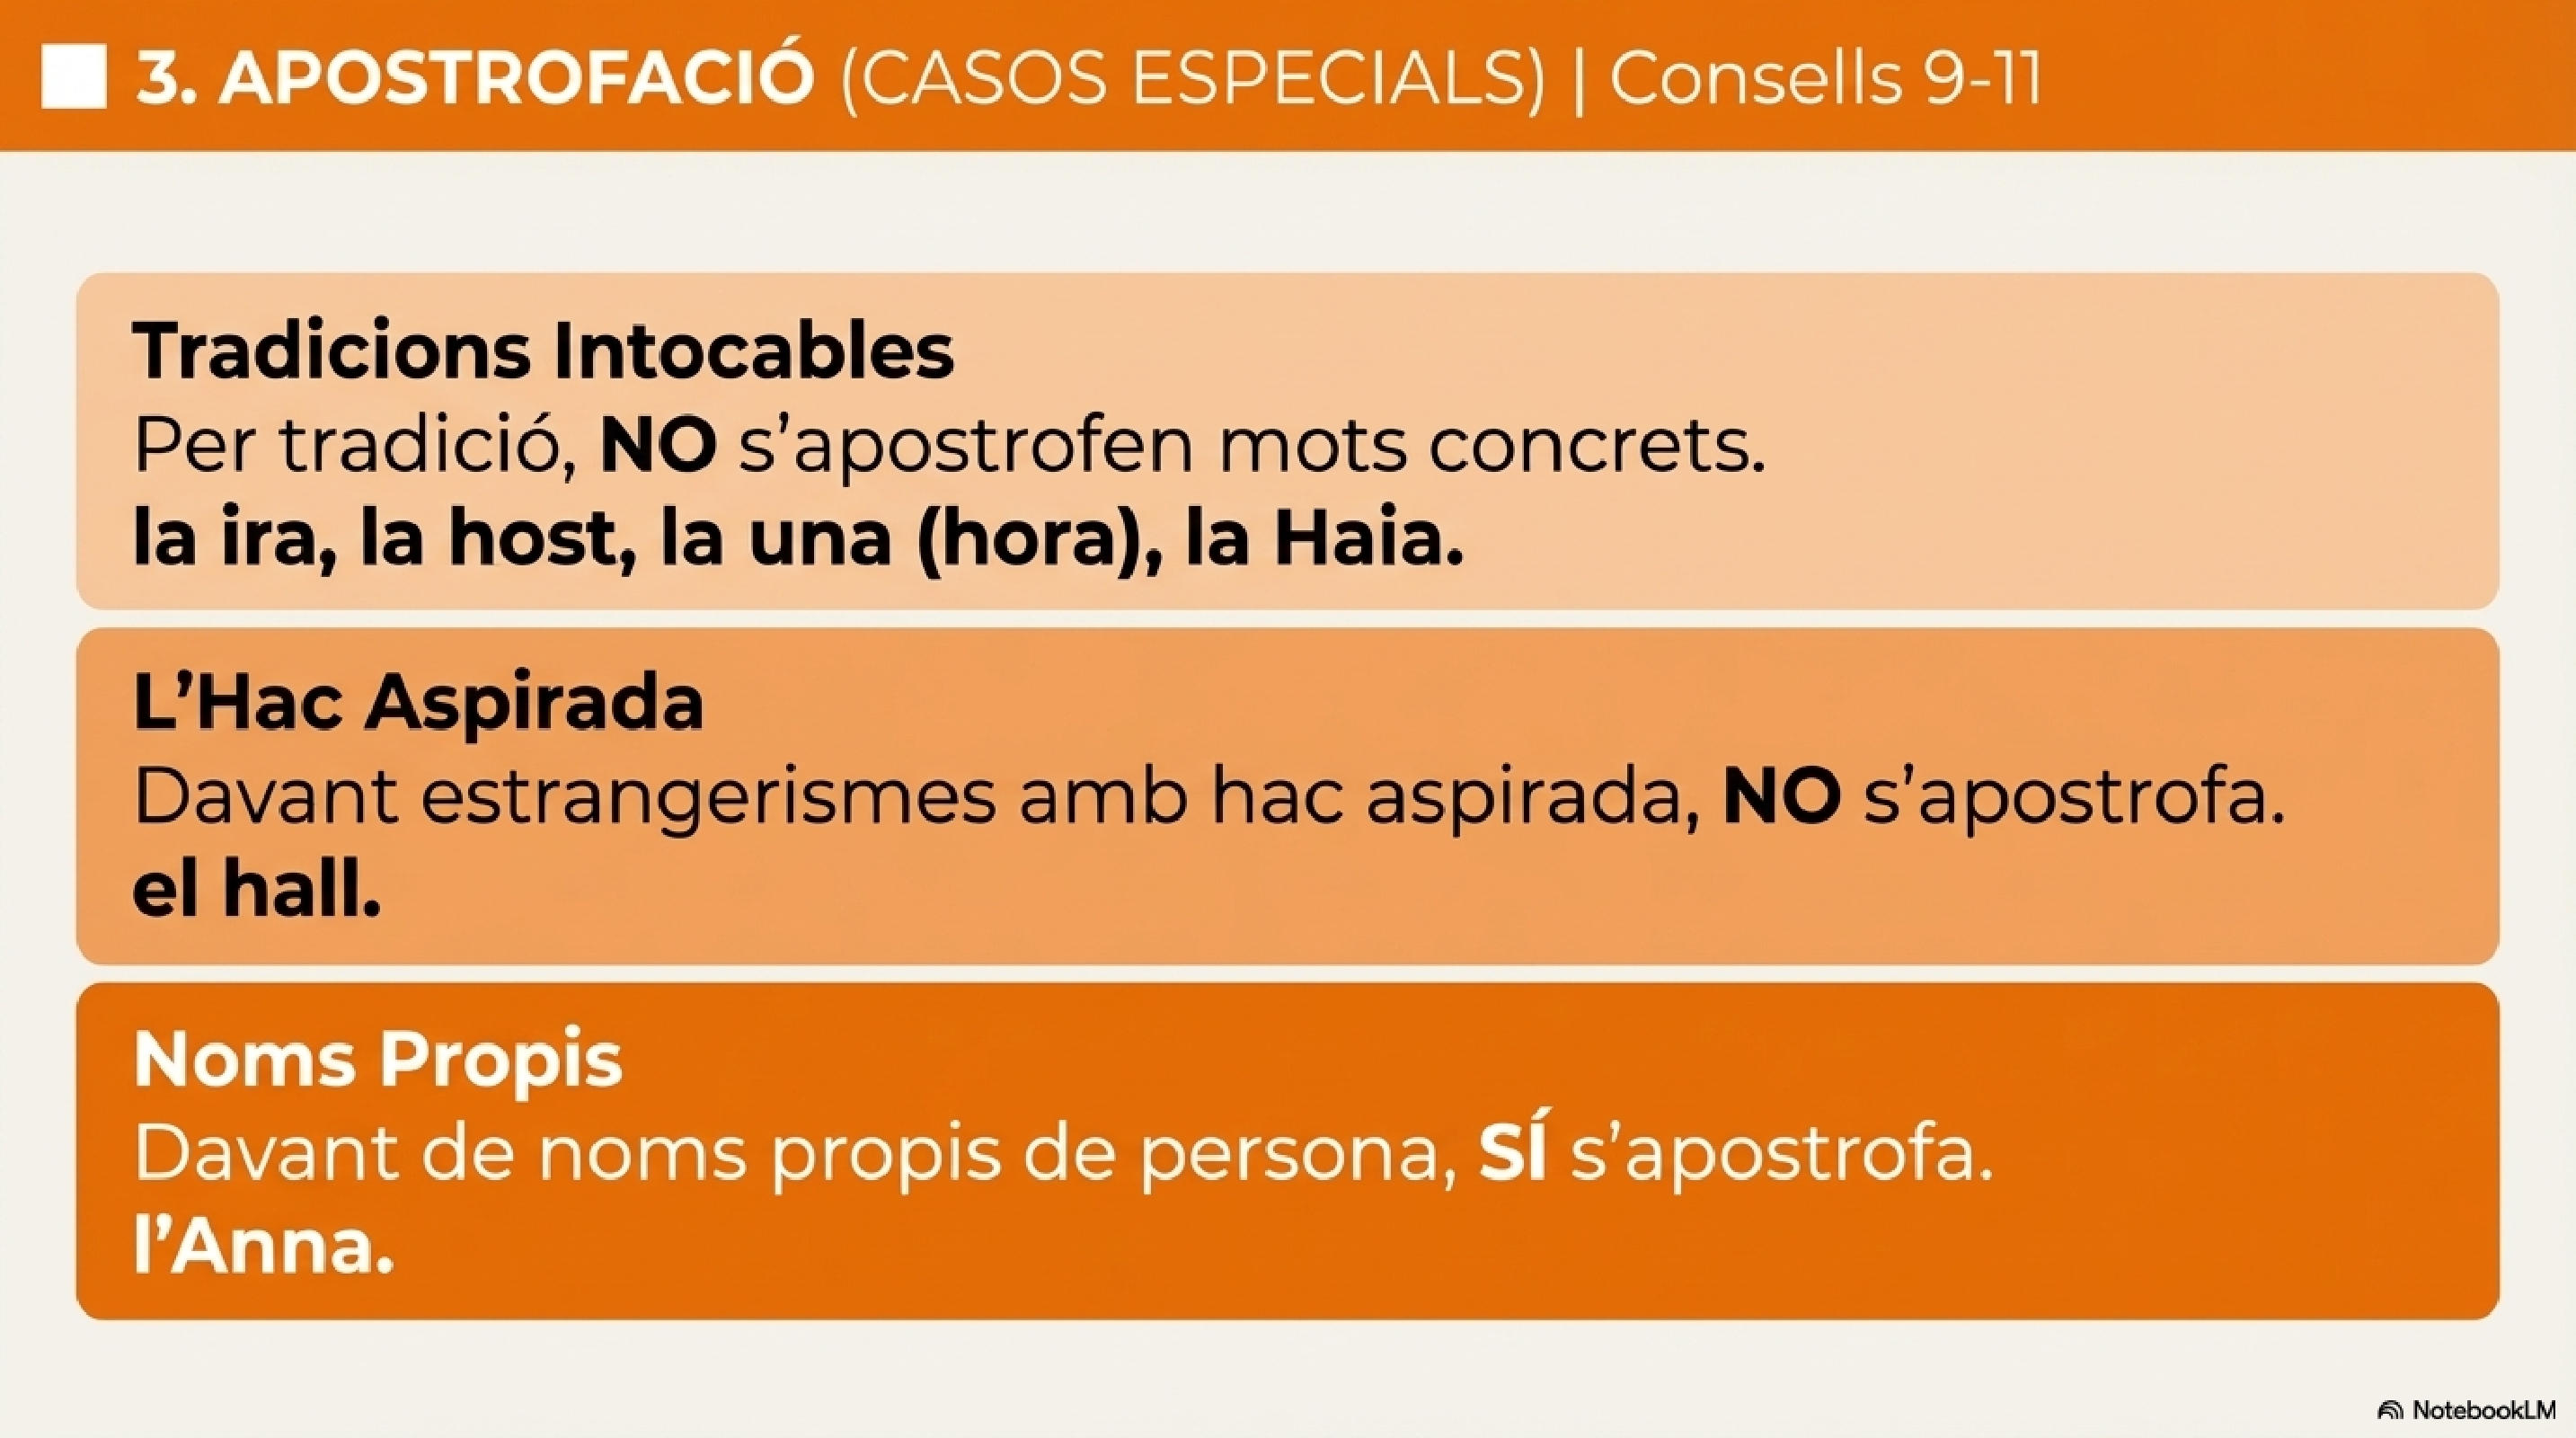 3. APOSTROFACIÓ (CASOS ESPECIALS) | Consells 9-11
Tradicions Intocables
Per tradició, NO s’apostrofen mots concrets.
la ira, la host, la una (hora), la Haia.
L’Hac Aspirada
Davant estrangerismes amb hac aspirada, NO s’apostrofa.
el hall.
Noms Propis
Davant de noms propis de persona, SÍ s’apostrofa.
l’Anna.
NotebookLM